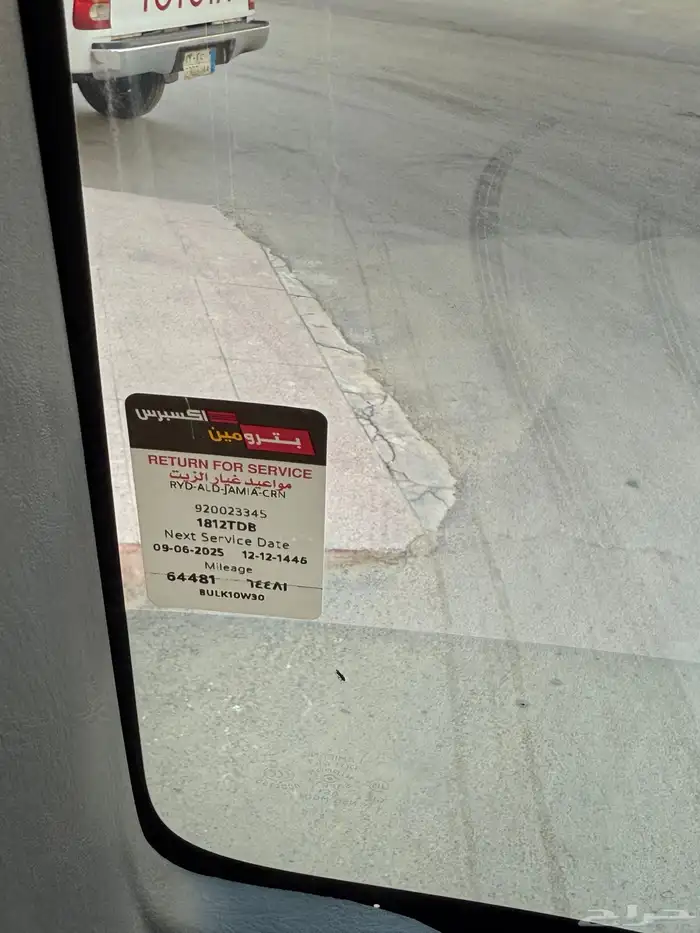 TOYOTA
اكسبرس
بترومين
RETURN FOR SERVICE
مواعيد غيار الزيت
RYD-ALD-JAMIA-CRN
920023345
1812TDB
Next Service Date
09-06-2025 12-12-1446
Mileage
64481 ٦٤٤٨١
BULK10W30
حراج